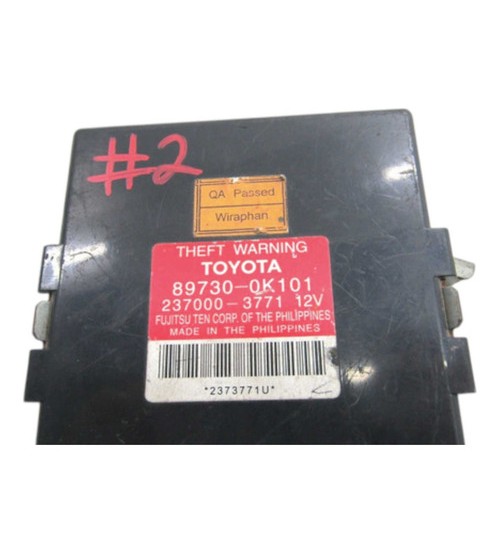 #2
QA Passed
Wiraphan
THEFT WARNING
TOYOTA
89730-0K101
237000-3771 12V
FUJITSU TEN CORP. OF THE PHILIPPINES
MADE IN THE PHILIPPINES
*2373771U*